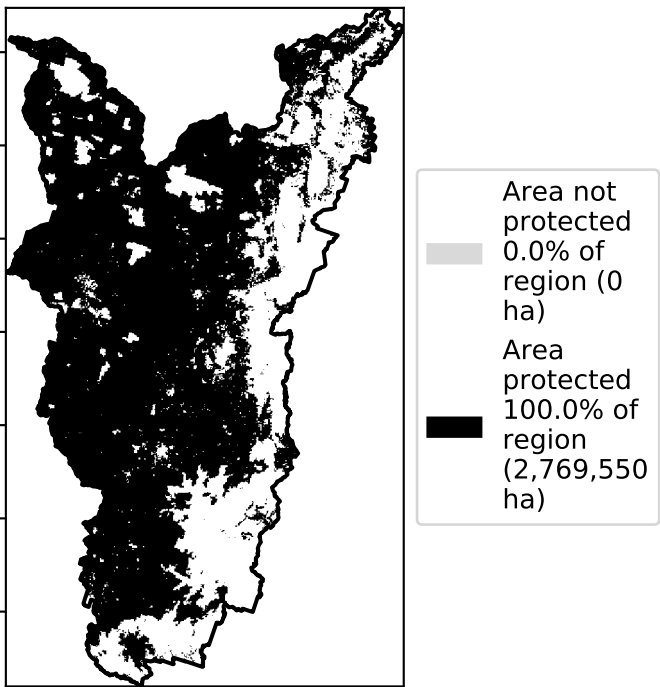 Area not
protected
0.0% of
region (0
ha)
Area
protected
100.0% of
region
(2,769,550
ha)